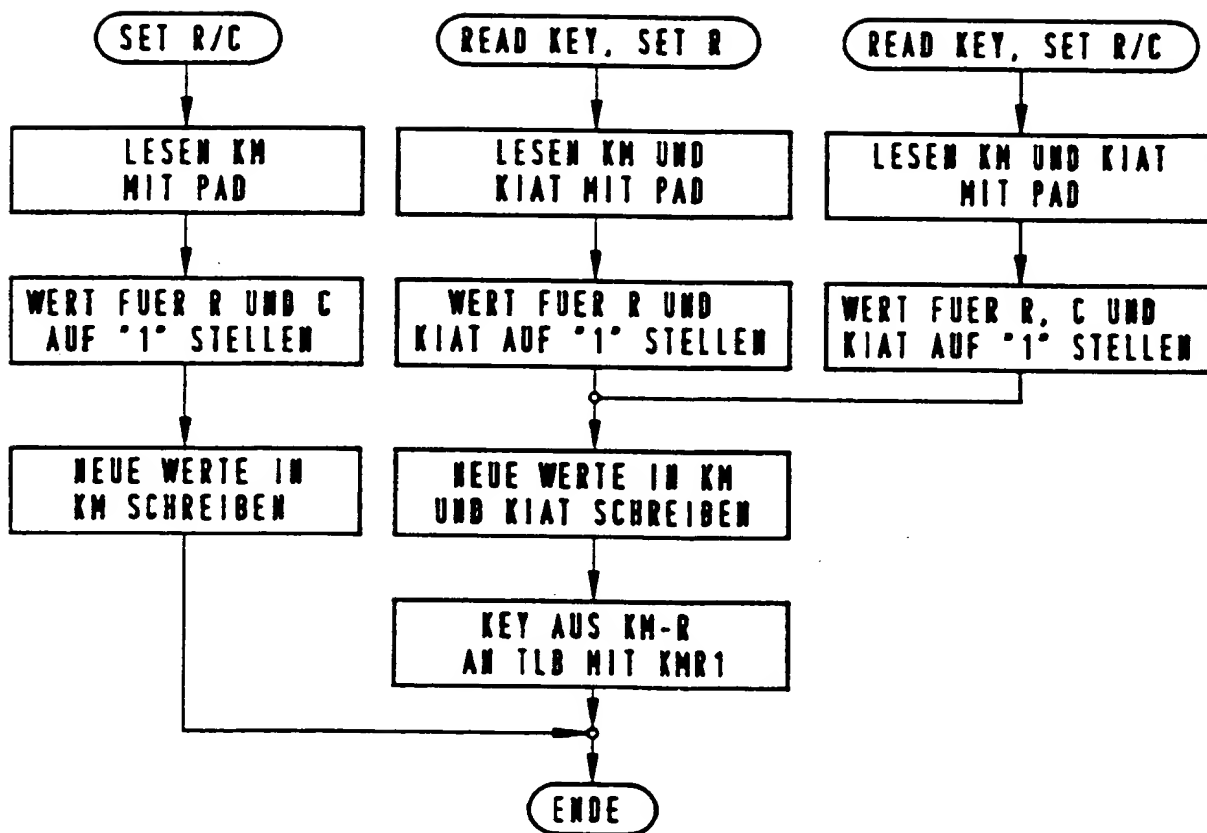 SET R/C
LESEN KM
MIT PAD
WERT FUER R UND C
AUF "1" STELLEN
NEUE WERTE IN
KM SCHREIBEN
READ KEY, SET R
LESEN KM UND
KIAT MIT PAD
WERT FUER R UND
KIAT AUF "1" STELLEN
NEUE WERTE IN KM
UND KIAT SCHREIBEN
KEY AUS KM-R
AN TLB MIT KMR1
READ KEY, SET R/C
LESEN KM UND KIAT
MIT PAD
WERT FUER R, C UND
KIAT AUF "1" STELLEN
ENDE